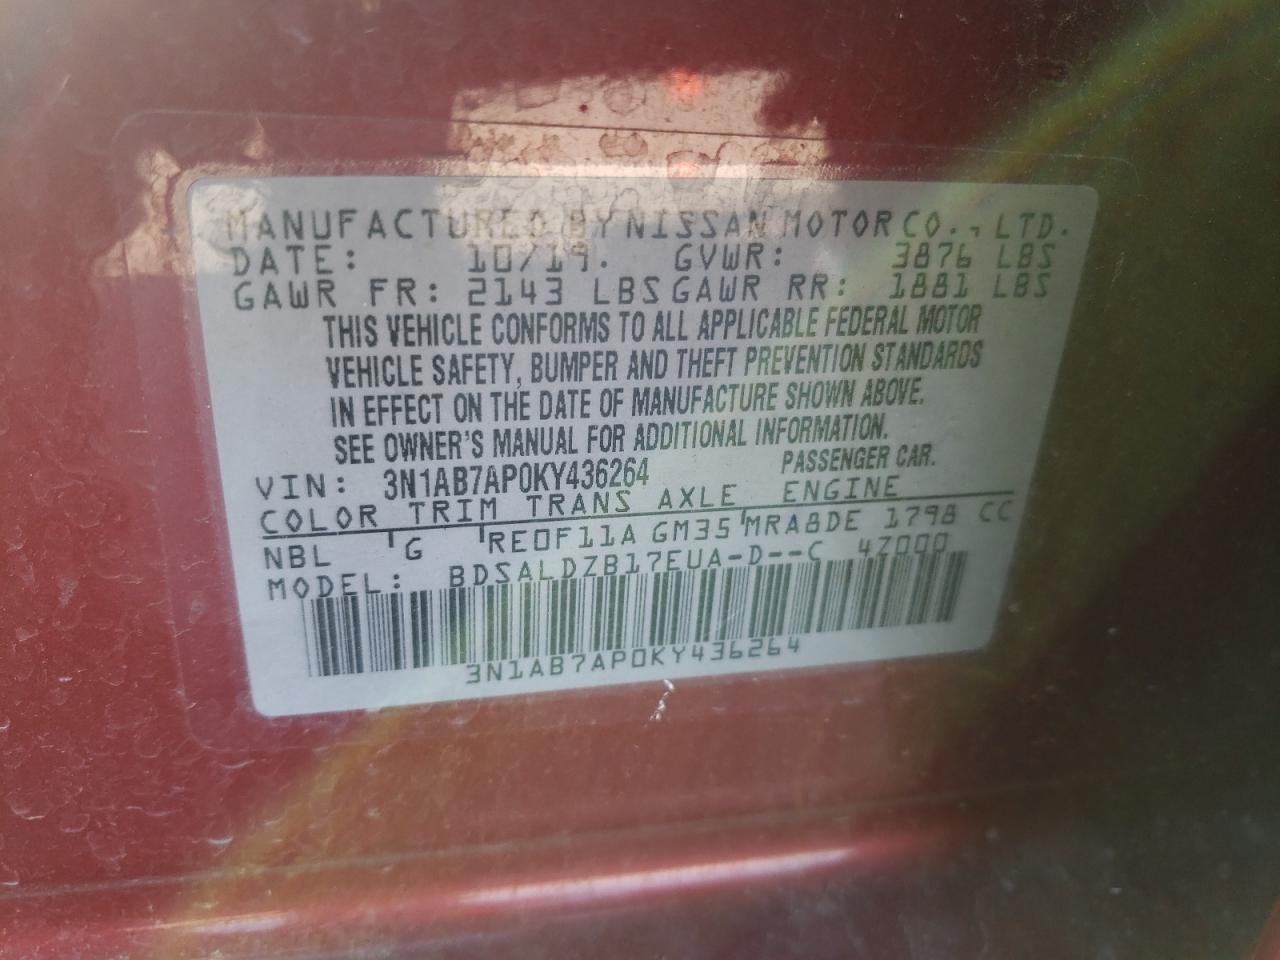 MANUFACTURED BY NISSAN MOTOR CO., LTD.
DATE: 10/19. GVWR: 3876 LBS
GAWR FR: 2143 LBS GAWR RR: 1881 LBS
THIS VEHICLE CONFORMS TO ALL APPLICABLE FEDERAL MOTOR
VEHICLE SAFETY, BUMPER AND THEFT PREVENTION STANDARDS
IN EFFECT ON THE DATE OF MANUFACTURE SHOWN ABOVE.
SEE OWNER'S MANUAL FOR ADDITIONAL INFORMATION.
VIN: 3N1AB7AP0KY436264 PASSENGER CAR.
COLOR TRIM TRANS AXLE ENGINE
NBL G RE0F11A GM35 MRA8DE 1798 CC
MODEL: BDSALDZB17EUA-D--C 4Z000
3N1AB7AP0KY436264